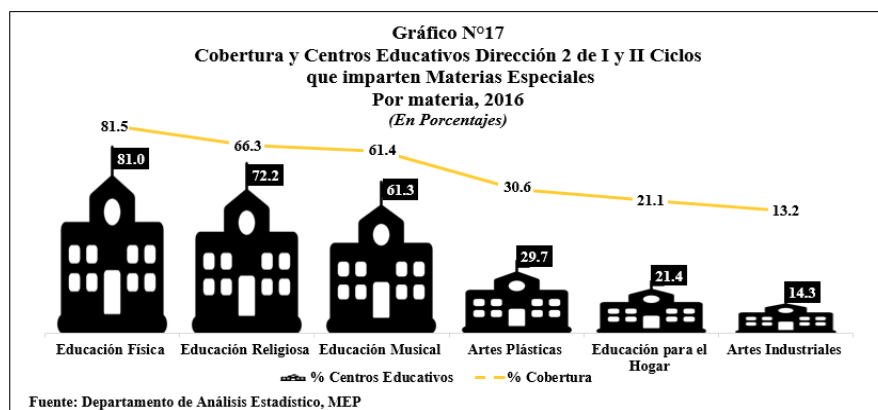 Gráfico N°17
Cobertura y Centros Educativos Dirección 2 de I y II Ciclos
que imparten Materias Especiales
Por materia, 2016
(En Porcentajes)
81.5
66.3
61.4
30.6
21.1
13.2
81.0
72.2
61.3
29.7
21.4
14.3
Educación Física
Educación Religiosa
Educación Musical
Artes Plásticas
Educación para el
Hogar
Artes Industriales
% Centros Educativos
% Cobertura
Fuente: Departamento de Análisis Estadístico, MEP